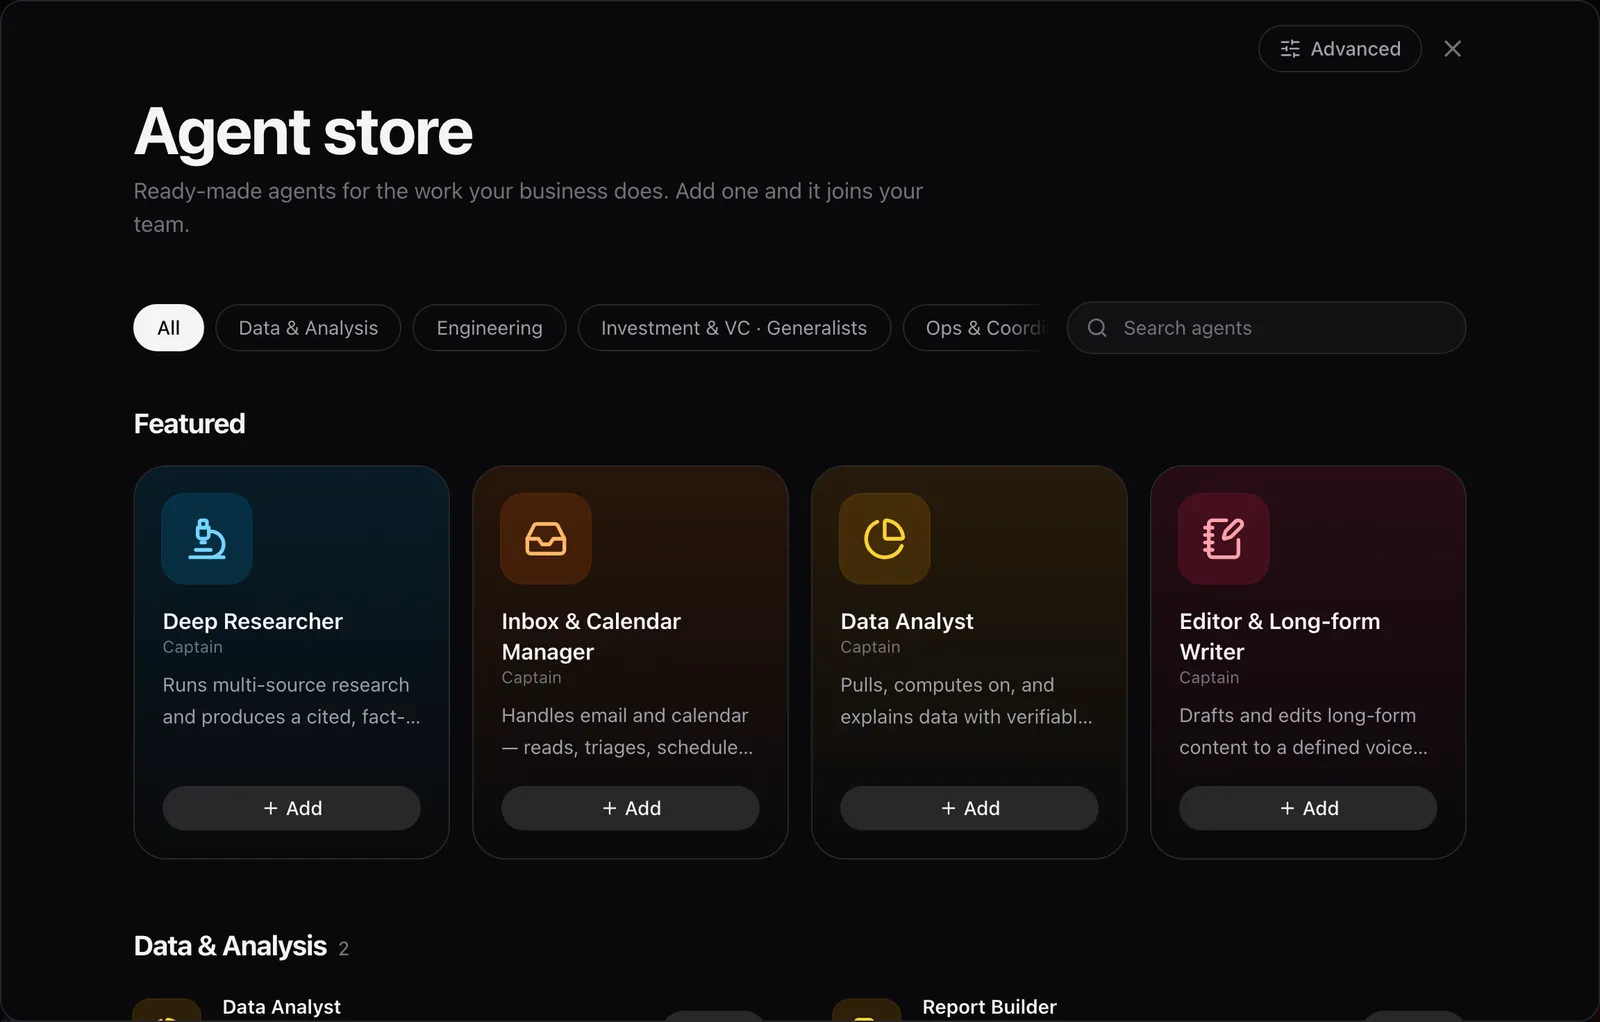 Advanced
Agent store
Ready-made agents for the work your business does. Add one and it joins your
team.
All
Data & Analysis
Engineering
Investment & VC · Generalists
Ops & Coordi
Search agents
Featured
Deep Researcher
Captain
Runs multi-source research
and produces a cited, fact-...
+ Add
Inbox & Calendar
Manager
Captain
Handles email and calendar
— reads, triages, schedule...
+ Add
Data Analyst
Captain
Pulls, computes on, and
explains data with verifiabl...
+ Add
Editor & Long-form
Writer
Captain
Drafts and edits long-form
content to a defined voice...
+ Add
Data & Analysis 2
Data Analyst
Report Builder